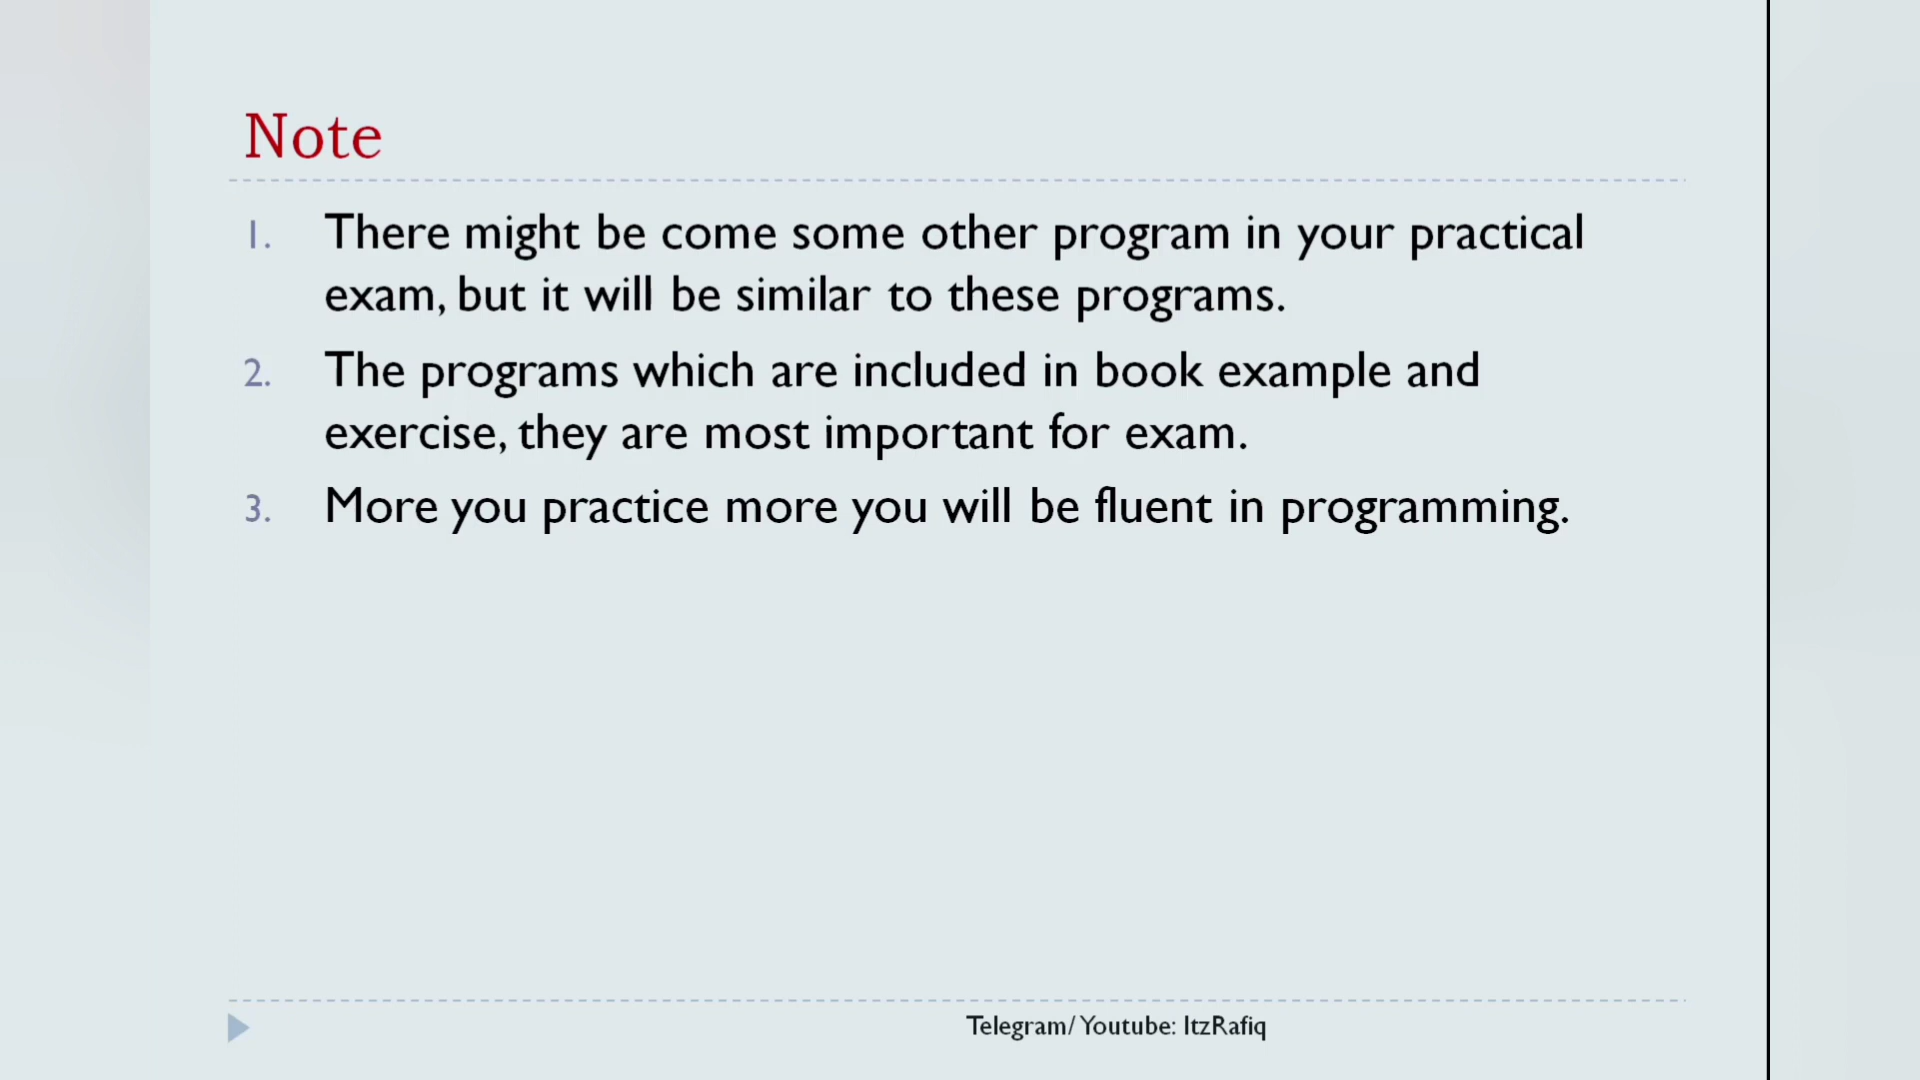 Note
1. There might be come some other program in your practical
exam, but it will be similar to these programs.
2. The programs which are included in book example and
exercise, they are most important for exam.
3. More you practice more you will be fluent in programming.
Telegram/Youtube: ItzRafiq